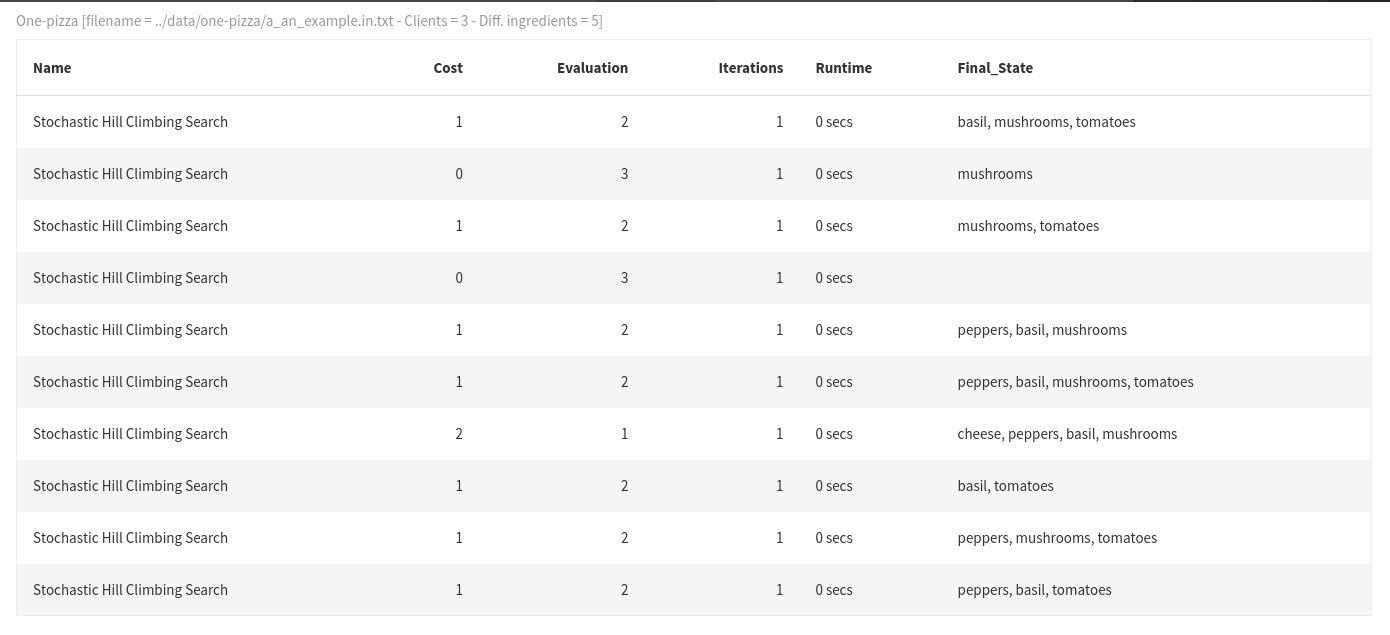 One-pizza [filename = ../data/one-pizza/a_an_example.in.txt - Clients = 3 - Diff. ingredients = 5]
Name Cost Evaluation Iterations Runtime Final_State
Stochastic Hill Climbing Search 1 2 1 0 secs basil, mushrooms, tomatoes
Stochastic Hill Climbing Search 0 3 1 0 secs mushrooms
Stochastic Hill Climbing Search 1 2 1 0 secs mushrooms, tomatoes
Stochastic Hill Climbing Search 0 3 1 0 secs
Stochastic Hill Climbing Search 1 2 1 0 secs peppers, basil, mushrooms
Stochastic Hill Climbing Search 1 2 1 0 secs peppers, basil, mushrooms, tomatoes
Stochastic Hill Climbing Search 2 1 1 0 secs cheese, peppers, basil, mushrooms
Stochastic Hill Climbing Search 1 2 1 0 secs basil, tomatoes
Stochastic Hill Climbing Search 1 2 1 0 secs peppers, mushrooms, tomatoes
Stochastic Hill Climbing Search 1 2 1 0 secs peppers, basil, tomatoes